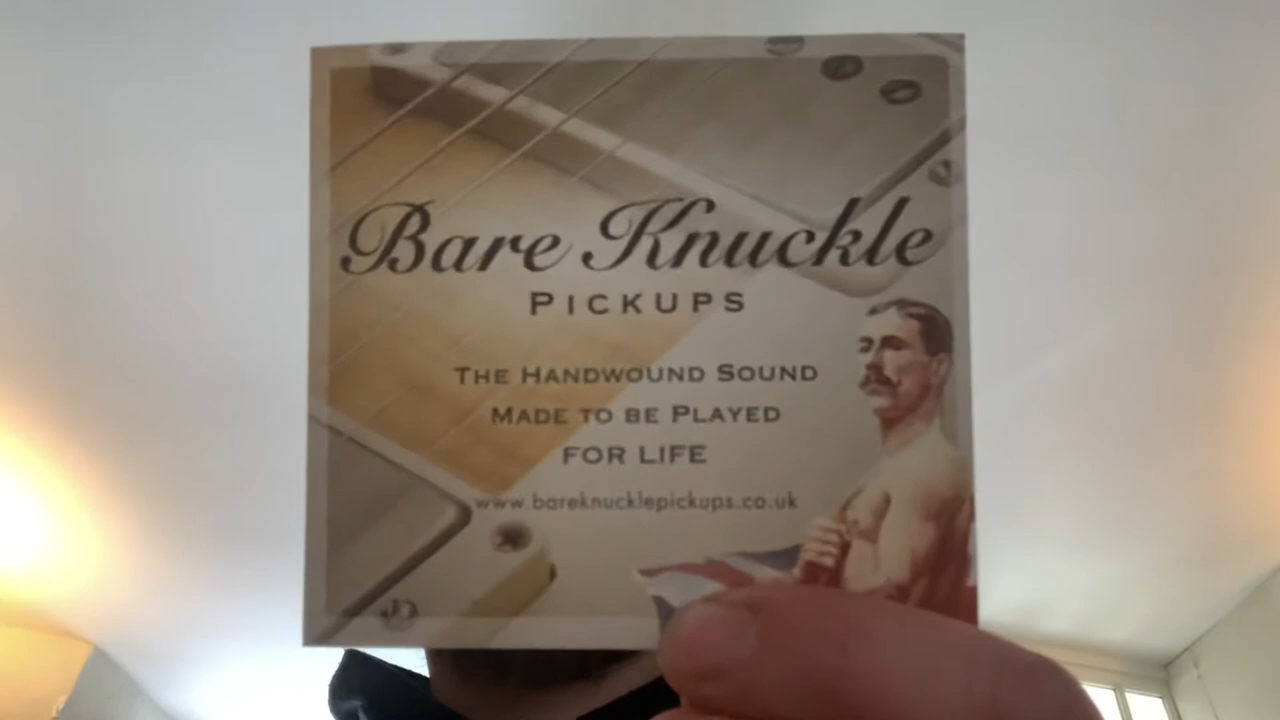 Bare Knuckle
PICKUPS
THE HANDWOUND SOUND
MADE TO BE PLAYED
FOR LIFE
www.bareknucklepickups.co.uk